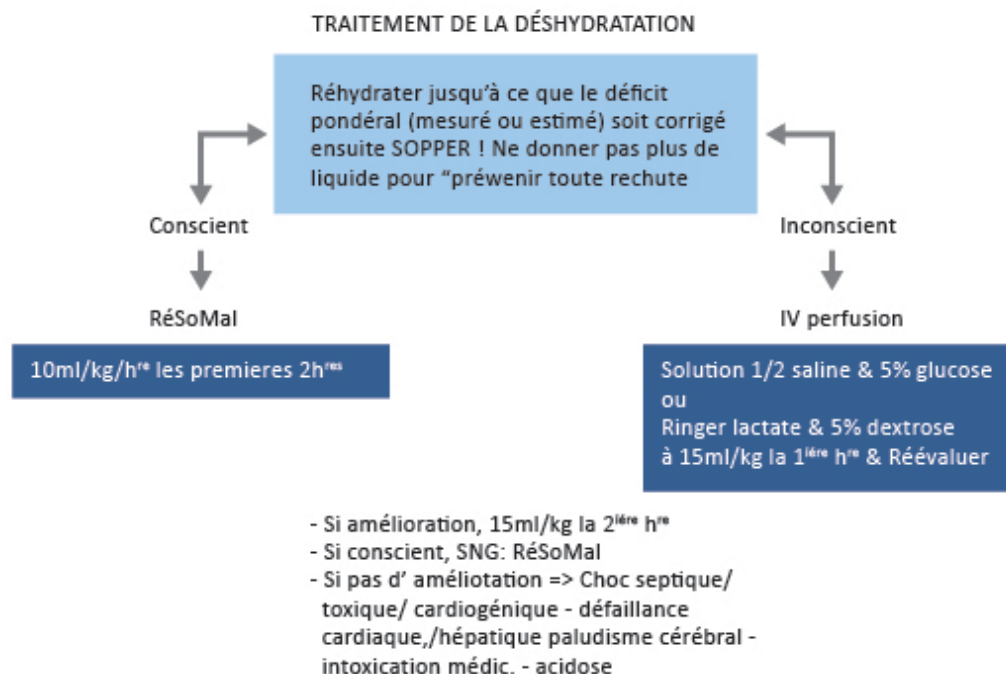 TRAITEMENT DE LA DÉSHYDRATATION
Réhydrater jusqu'à ce que le déficit
pondéral (mesuré ou estimé) soit corrigé
ensuite SOPPER ! Ne donner pas plus de
liquide pour “préwenir toute rechute
Conscient
Inconscient
RéSoMal
IV perfusion
10ml/kg/hʳᵉ les premieres 2hʳᵉˢ
Solution 1/2 saline & 5% glucose
ou
Ringer lactate & 5% dextrose
à 15ml/kg la 1ⁱᵉ́ʳᵉ hʳᵉ & Réévaluer
- Si amélioration, 15ml/kg la 2ⁱᵉ́ʳᵉ hʳᵉ
- Si conscient, SNG: RéSoMal
- Si pas d' améliotation => Choc septique/
toxique/ cardiogénique - défaillance
cardiaque,/hépatique paludisme cérébral -
intoxication médic. - acidose